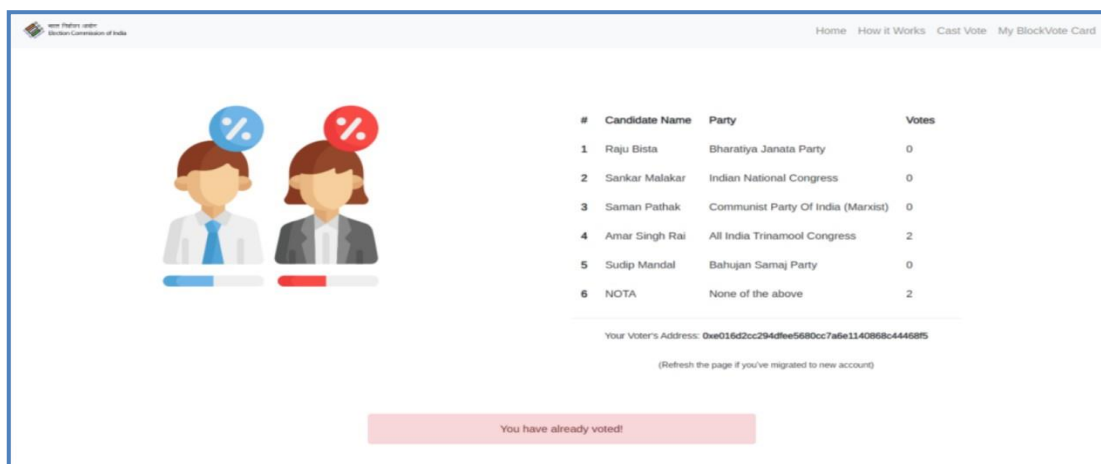 भारत निर्वाचन आयोग
Election Commission of India
Home How it Works Cast Vote My BlockVote Card
# Candidate Name Party Votes
1 Raju Bista Bharatiya Janata Party 0
2 Sankar Malakar Indian National Congress 0
3 Saman Pathak Communist Party Of India (Marxist) 0
4 Amar Singh Rai All India Trinamool Congress 2
5 Sudip Mandal Bahujan Samaj Party 0
6 NOTA None of the above 2
Your Voter's Address: 0xe016d2cc294dfee5680cc7a6e1140868c44468f5
(Refresh the page if you've migrated to new account)
You have already voted!
%
%